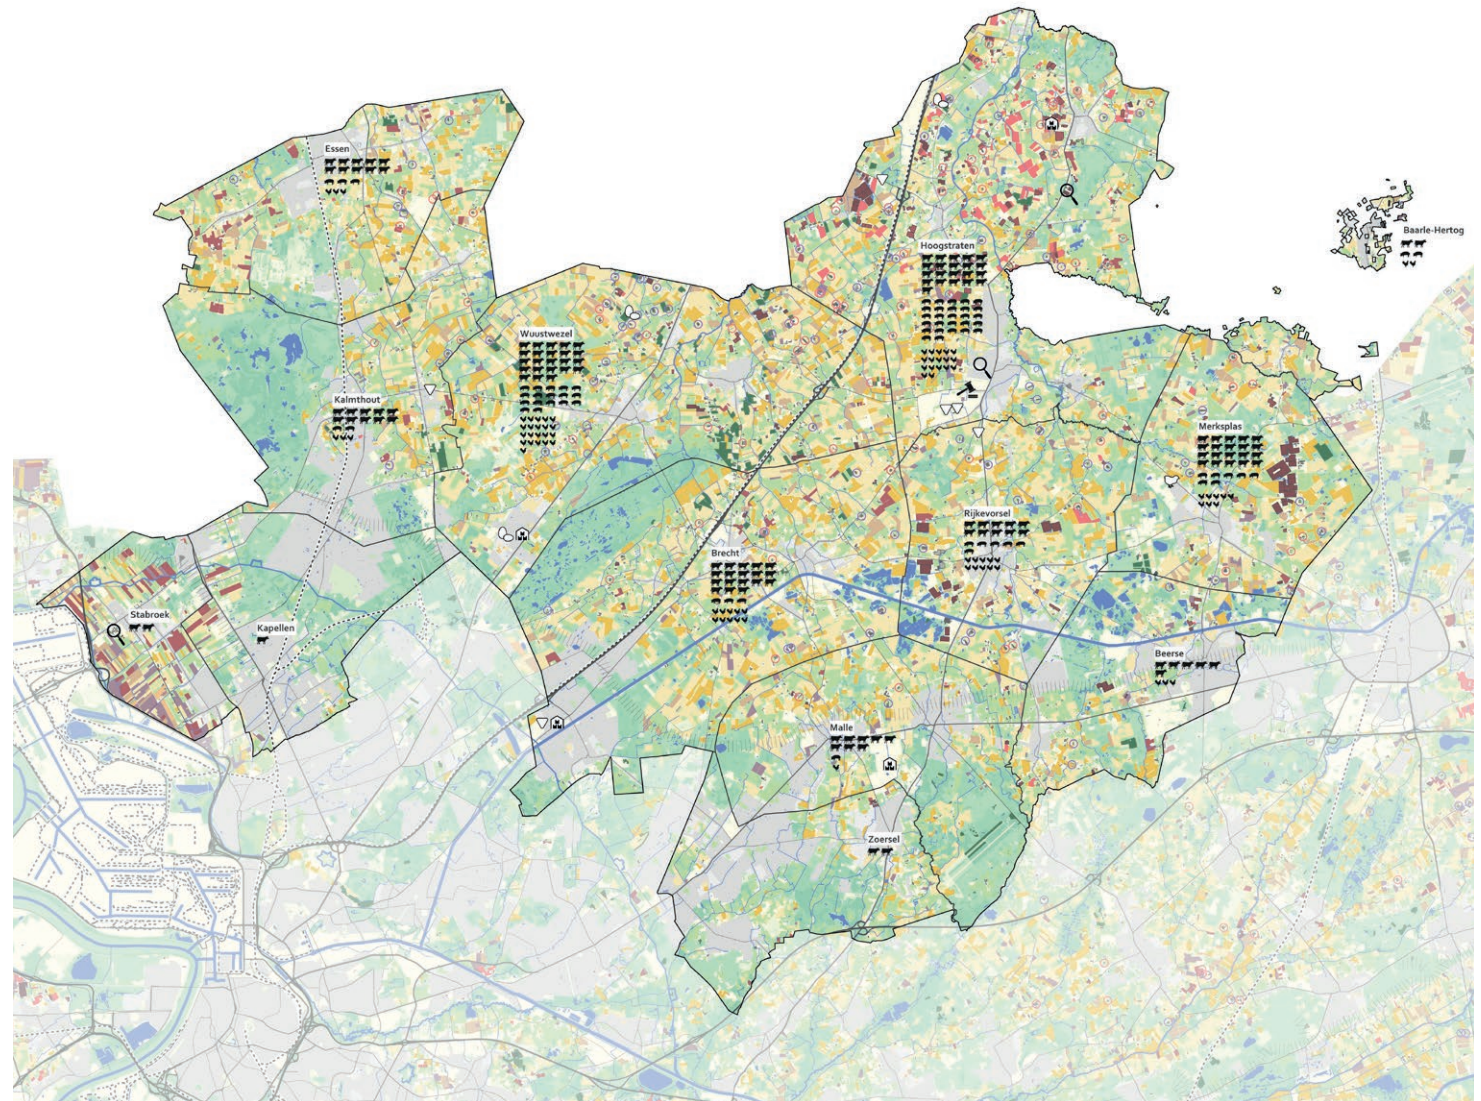 Essen
Baarle-Hertog
Hoogstraten
Wuustwezel
Kalmthout
Merksplas
Rijkevorsel
Brecht
Stabroek
Kapellen
Beerse
Malle
Zoersel